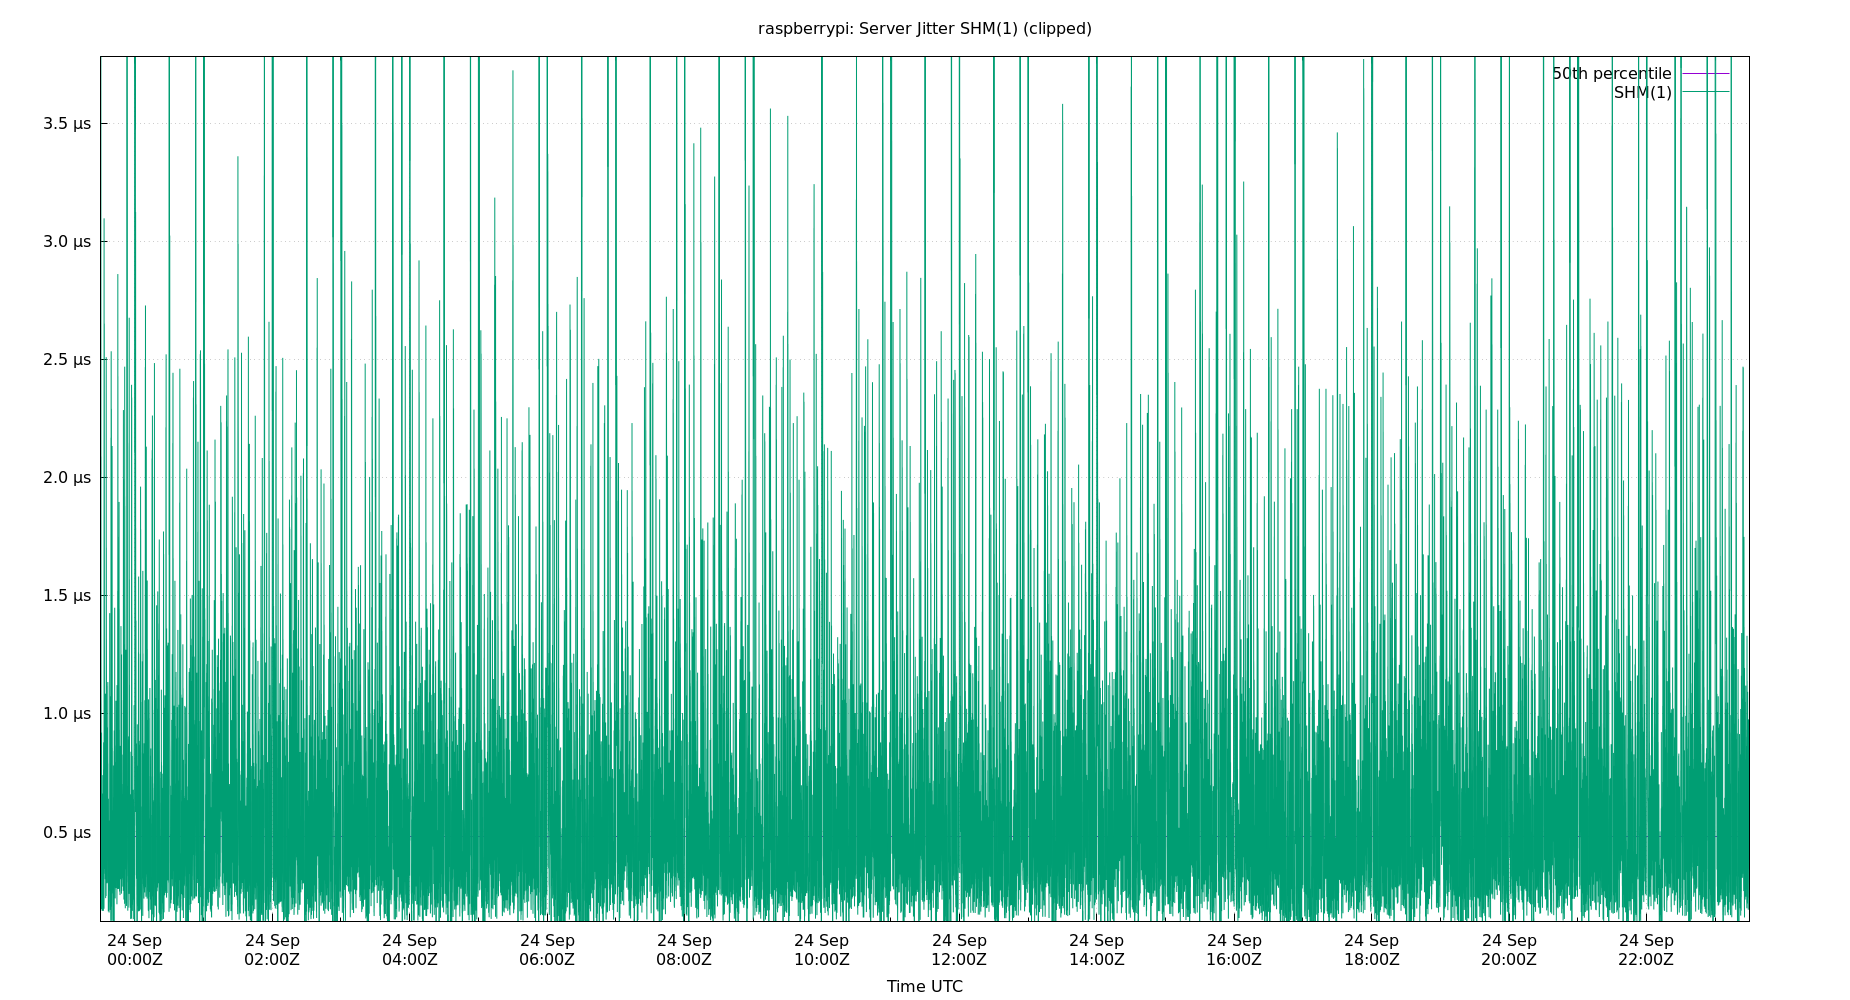 raspberrypi: Server Jitter SHM(1) (clipped)
50th percentile
SHM(1)
3.5 µs
3.0 µs
2.5 µs
2.0 µs
1.5 µs
1.0 µs
0.5 µs
24 Sep 24 Sep 24 Sep 24 Sep 24 Sep 24 Sep 24 Sep 24 Sep 24 Sep 24 Sep 24 Sep 24 Sep
00:00Z 02:00Z 04:00Z 06:00Z 08:00Z 10:00Z 12:00Z 14:00Z 16:00Z 18:00Z 20:00Z 22:00Z
Time UTC